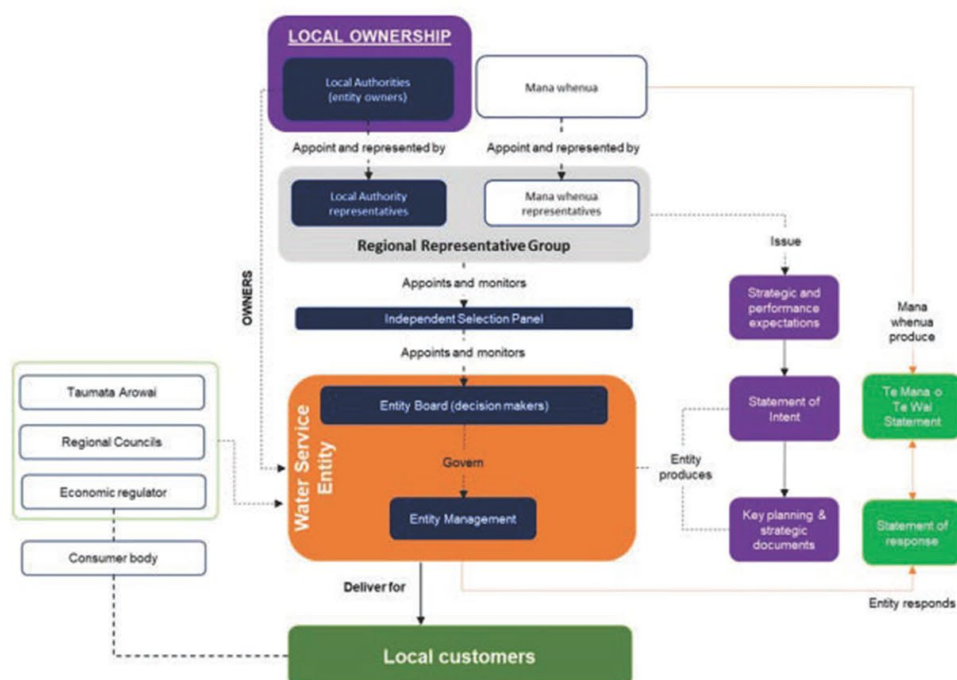 LOCAL OWNERSHIP
Local Authorities
(entity owners)
Mana whenua
Appoint and represented by
Appoint and represented by
Local Authority
representatives
Mana whenua
representatives
Regional Representative Group
Issue
OWNERS
Appoints and monitors
Strategic and
performance
expectations
Mana
whenua
produce
Independent Selection Panel
Appoints and monitors
Taumata Arowai
Regional Councils
Economic regulator
Consumer body
Water Service
Entity
Entity Board (decision makers)
Govern
Entity Management
Entity
produces
Statement of
Intent
Te Mana o
Te Wai
Statement
Key planning &
strategic
documents
Statement of
response
Deliver for
Entity responds
Local customers